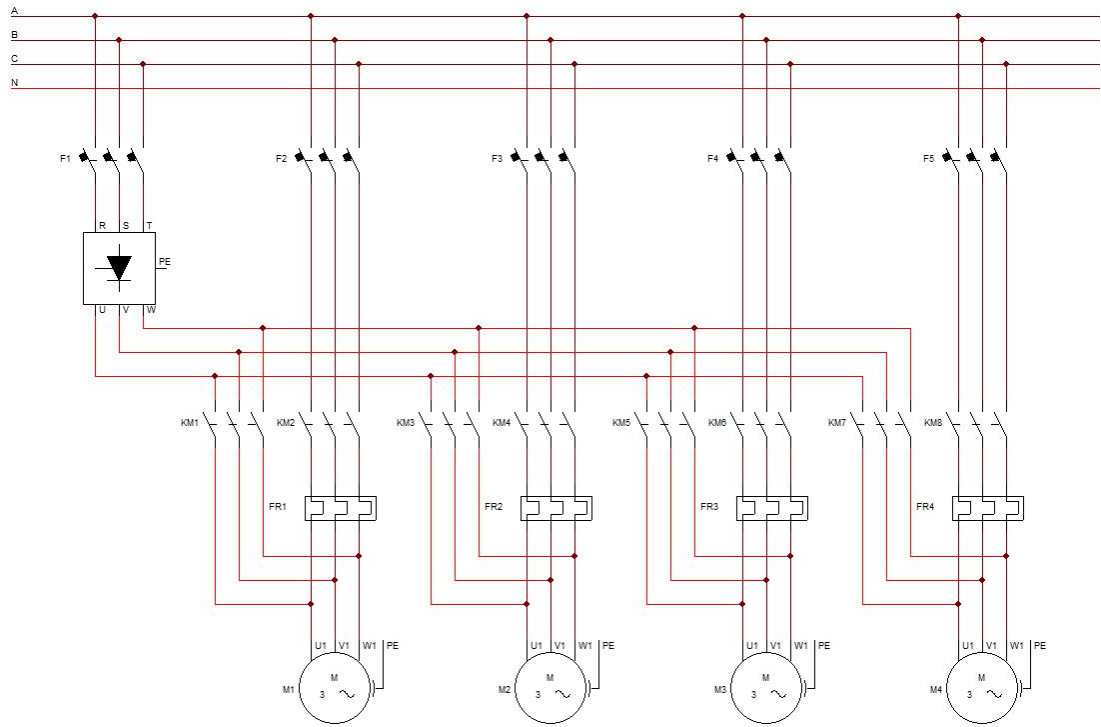 A
B
C
N
F1 F2 F3 F4 F5
R S T
PE
U V W
KM1 KM2 KM3 KM4 KM5 KM6 KM7 KM8
FR1 FR2 FR3 FR4
U1 V1 W1 PE U1 V1 W1 PE U1 V1 W1 PE U1 V1 W1 PE
M M M M
M1 3 M2 3 M3 3 M4 3